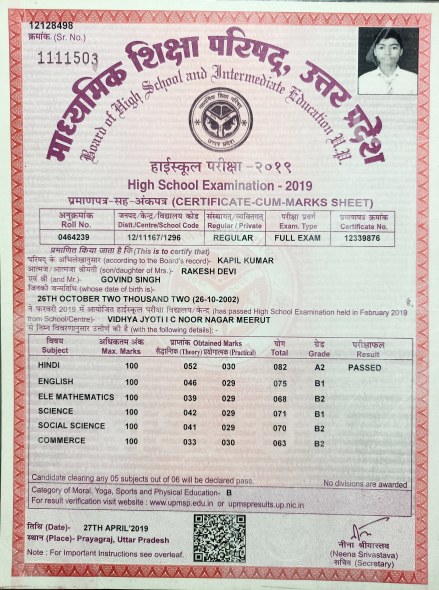 12128498
क्रमांक (Sr. No.)
1111503
माध्यमिक शिक्षा परिषद, उत्तर प्रदेश
Board of High School and Intermediate Education U.P.
हाईस्कूल परीक्षा -२०१९
High School Examination - 2019
प्रमाणपत्र-सह-अंकपत्र (CERTIFICATE-CUM-MARKS SHEET)
अनुक्रमांक जनपद/केन्द्र/विद्यालय कोड संस्थागत/व्यक्तिगत परीक्षा प्रवर्ग प्रमाणपत्र क्रमांक
Roll No. Distt./Centre/School Code Regular / Private Exam. Type Certificate No.
0464239 12/11167/1296 REGULAR FULL EXAM 12339876
प्रमाणित किया जाता है कि (This is to certify that)
परिषद के अभिलेखानुसार (according to the Board's record)- KAPIL KUMAR
आत्मज/ आत्मजा श्रीमती (son/daughter of Mrs.)- RAKESH DEVI
एवं श्री (and Mr.)- GOVIND SINGH
जिनकी जन्मतिथि (whose date of birth is)-
26TH OCTOBER TWO THOUSAND TWO (26-10-2002) है,
ने फरवरी 2019 में आयोजित हाईस्कूल परीक्षा विद्यालय/केन्द्र (has passed High School Examination held in February 2019
from School/Centre)- VIDHYA JYOTI I C NOOR NAGAR MEERUT
से निम्न विवरणानुसार उत्तीर्ण की है (with the following details) :-
विषय अधिकतम अंक प्राप्तांक Obtained Marks योग ग्रेड परीक्षाफल
Subject Max. Marks सैद्धान्तिक (Theory) प्रयोगात्मक (Practical) Total Grade Result
HINDI 100 052 030 082 A2 PASSED
ENGLISH 100 046 029 075 B1
ELE MATHEMATICS 100 039 029 068 B2
SCIENCE 100 042 029 071 B1
SOCIAL SCIENCE 100 041 029 070 B2
COMMERCE 100 033 030 063 B2
Candidate clearing any 05 subjects out of 06 will be declared pass. No divisions are awarded
Category of Moral, Yoga, Sports and Physical Education- B
For result verification visit website : www.upmsp.edu.in or upmspresults.up.nic.in
तिथि (Date)- 27TH APRIL'2019
स्थान (Place)- Prayagraj, Uttar Pradesh
Note : For Important Instructions see overleaf.
नीना श्रीवास्तव
(Neena Srivastava)
सचिव (Secretary)